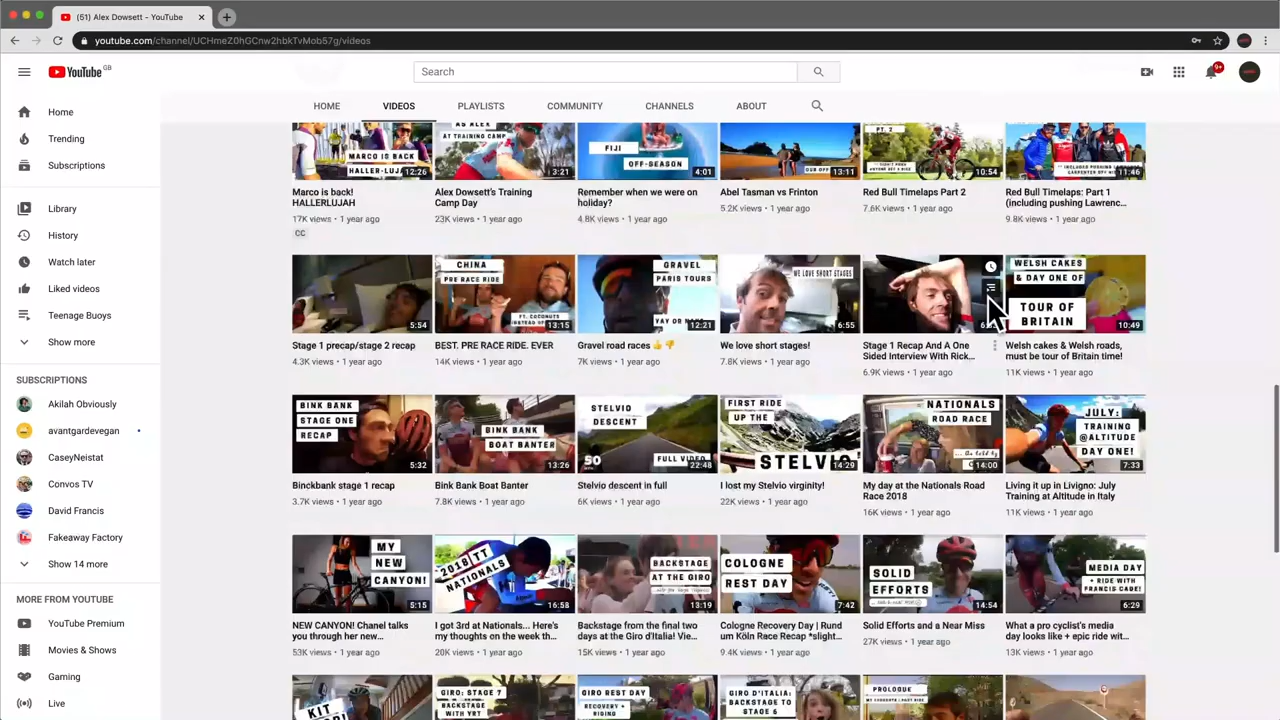 (51) Alex Dowsett - YouTube
youtube.com/channel/UCHmeZ0hGCnw2hbkTvMob57g/videos
YouTube GB
Search
9+
HOME
VIDEOS
PLAYLISTS
COMMUNITY
CHANNELS
ABOUT
Home
Trending
Subscriptions
Library
History
Watch later
Liked videos
Teenage Buoys
Show more
SUBSCRIPTIONS
Akilah Obviously
avantgardevegan
CaseyNeistat
Convos TV
David Francis
Fakeaway Factory
Show 14 more
MORE FROM YOUTUBE
YouTube Premium
Movies & Shows
Gaming
Live
MARCO IS BACK
HALLER-LUJAH
12:26
Marco is back!
HALLERLUJAH
17K views • 1 year ago
CC
AS ALEX
AT TRAINING CAMP
3:21
Alex Dowsett's Training
Camp Day
23K views • 1 year ago
FIJI
OFF-SEASON
4:01
Remember when we were on
holiday?
4.8K views • 1 year ago
13:11
Abel Tasman vs Frinton
5.2K views • 1 year ago
PT. 2
10:54
Red Bull Timelaps Part 2
7.6K views • 1 year ago
11:46
Red Bull Timelaps: Part 1
(including pushing Lawrenc...
9.8K views • 1 year ago
5:54
Stage 1 precap/stage 2 recap
4.3K views • 1 year ago
CHINA
PRE RACE RIDE.
13:15
BEST. PRE RACE RIDE. EVER
14K views • 1 year ago
GRAVEL
PARIS TOURS
YAY OR
12:21
Gravel road races 👍 👎
7K views • 1 year ago
WE LOVE SHORT STAGES
6:55
We love short stages!
7.8K views • 1 year ago
Stage 1 Recap And A One
Sided Interview With Rick...
6.9K views • 1 year ago
WELSH CAKES
& DAY ONE OF
TOUR OF
BRITAIN
10:49
Welsh cakes & Welsh roads,
must be tour of Britain time!
11K views • 1 year ago
BINK BANK
STAGE ONE
RECAP
5:32
Binckbank stage 1 recap
3.7K views • 1 year ago
BINK BANK
BOAT BANTER
13:26
Bink Bank Boat Banter
7.8K views • 1 year ago
STELVIO
DESCENT
50
FULL VIDEO
22:48
Stelvio descent in full
6K views • 1 year ago
FIRST RIDE
UP THE
STELVIO
14:29
I lost my Stelvio virginity!
22K views • 1 year ago
NATIONALS
ROAD RACE
14:00
My day at the Nationals Road
Race 2018
16K views • 1 year ago
JULY:
TRAINING
@ALTITUDE
DAY ONE!
7:33
Living it up in Livigno: July
Training at Altitude in Italy
11K views • 1 year ago
MY
NEW
CANYON!
5:15
NEW CANYON! Chanel talks
you through her new...
53K views • 1 year ago
2018 TT
NATIONALS
16:58
I got 3rd at Nationals... Here's
my thoughts on the week th...
20K views • 1 year ago
BACKSTAGE
AT THE GIRO
13:19
Backstage from the final two
days at the Giro d'Italia! Vie...
15K views • 1 year ago
COLOGNE
REST DAY
7:42
Cologne Recovery Day | Rund
um Köln Race Recap *slight...
9.4K views • 1 year ago
SOLID
EFFORTS
14:54
Solid Efforts and a Near Miss
27K views • 1 year ago
MEDIA DAY
+ RIDE WITH
FRANCIS CADE!
6:29
What a pro cyclist's media
day looks like + epic ride wit...
13K views • 1 year ago
KIT
GIRO: STAGE 7
BACKSTAGE
WITH YRT
GIRO REST DAY
RECOVERY +
RIDING
GIRO D'ITALIA:
BACKSTAGE TO
STAGE 6
PROLOGUE